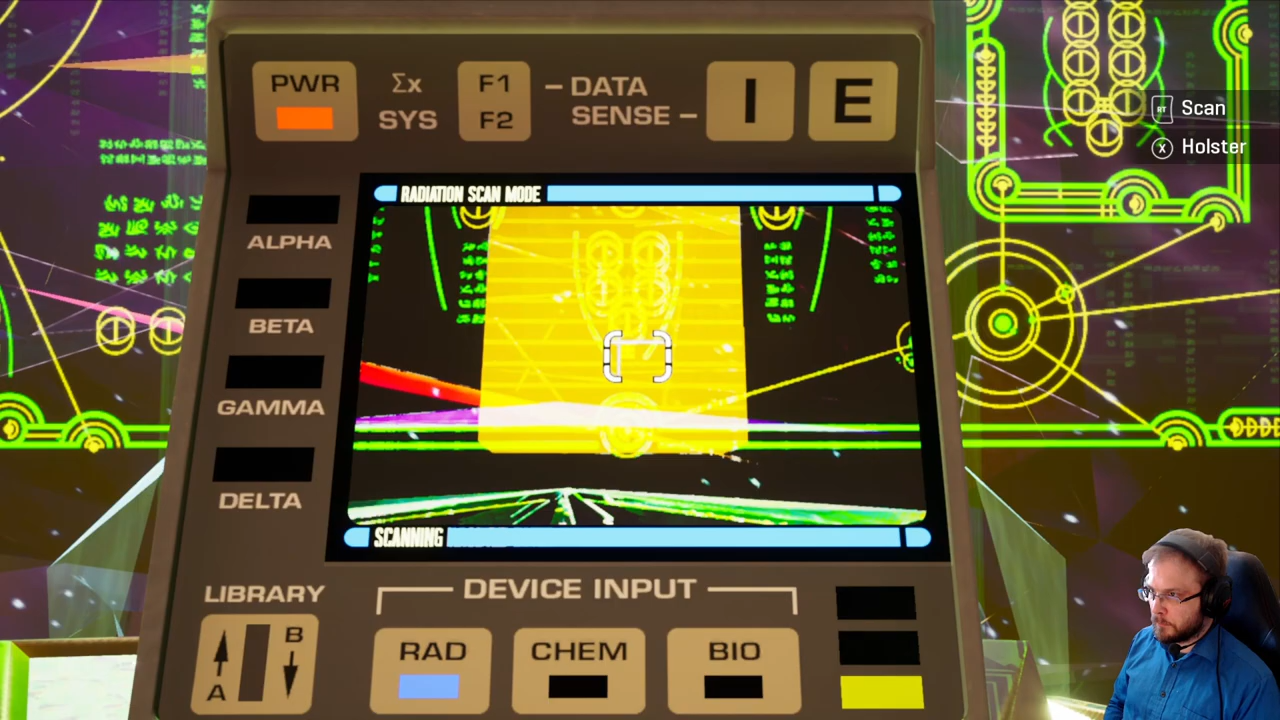 PWR
Σx
SYS
F1
F2
– DATA
SENSE –
I
E
RT Scan
X Holster
RADIATION SCAN MODE
ALPHA
BETA
GAMMA
DELTA
SCANNING
LIBRARY
A
B
DEVICE INPUT
RAD
CHEM
BIO